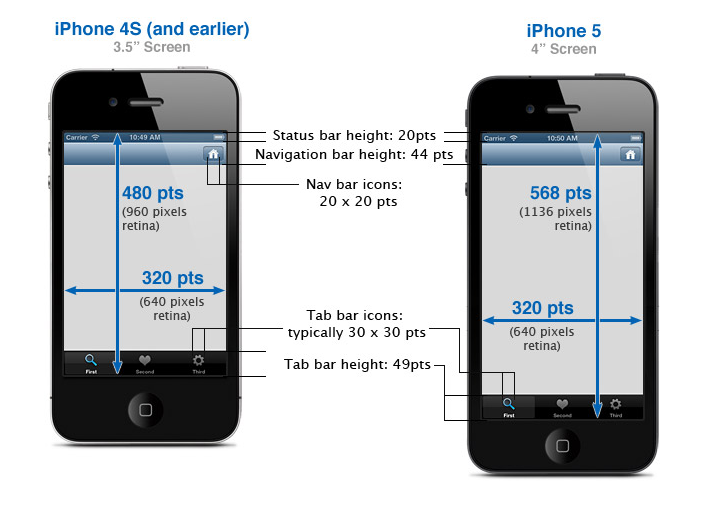 iPhone 4S (and earlier)
3.5” Screen
iPhone 5
4” Screen
Carrier
10:49 AM
Status bar height: 20pts
Navigation bar height: 44 pts
Nav bar icons:
20 x 20 pts
Carrier
10:50 AM
480 pts
(960 pixels
retina)
320 pts
(640 pixels
retina)
568 pts
(1136 pixels
retina)
320 pts
(640 pixels
retina)
Tab bar icons:
typically 30 x 30 pts
Tab bar height: 49pts
First
Second
Third
First
Second
Third